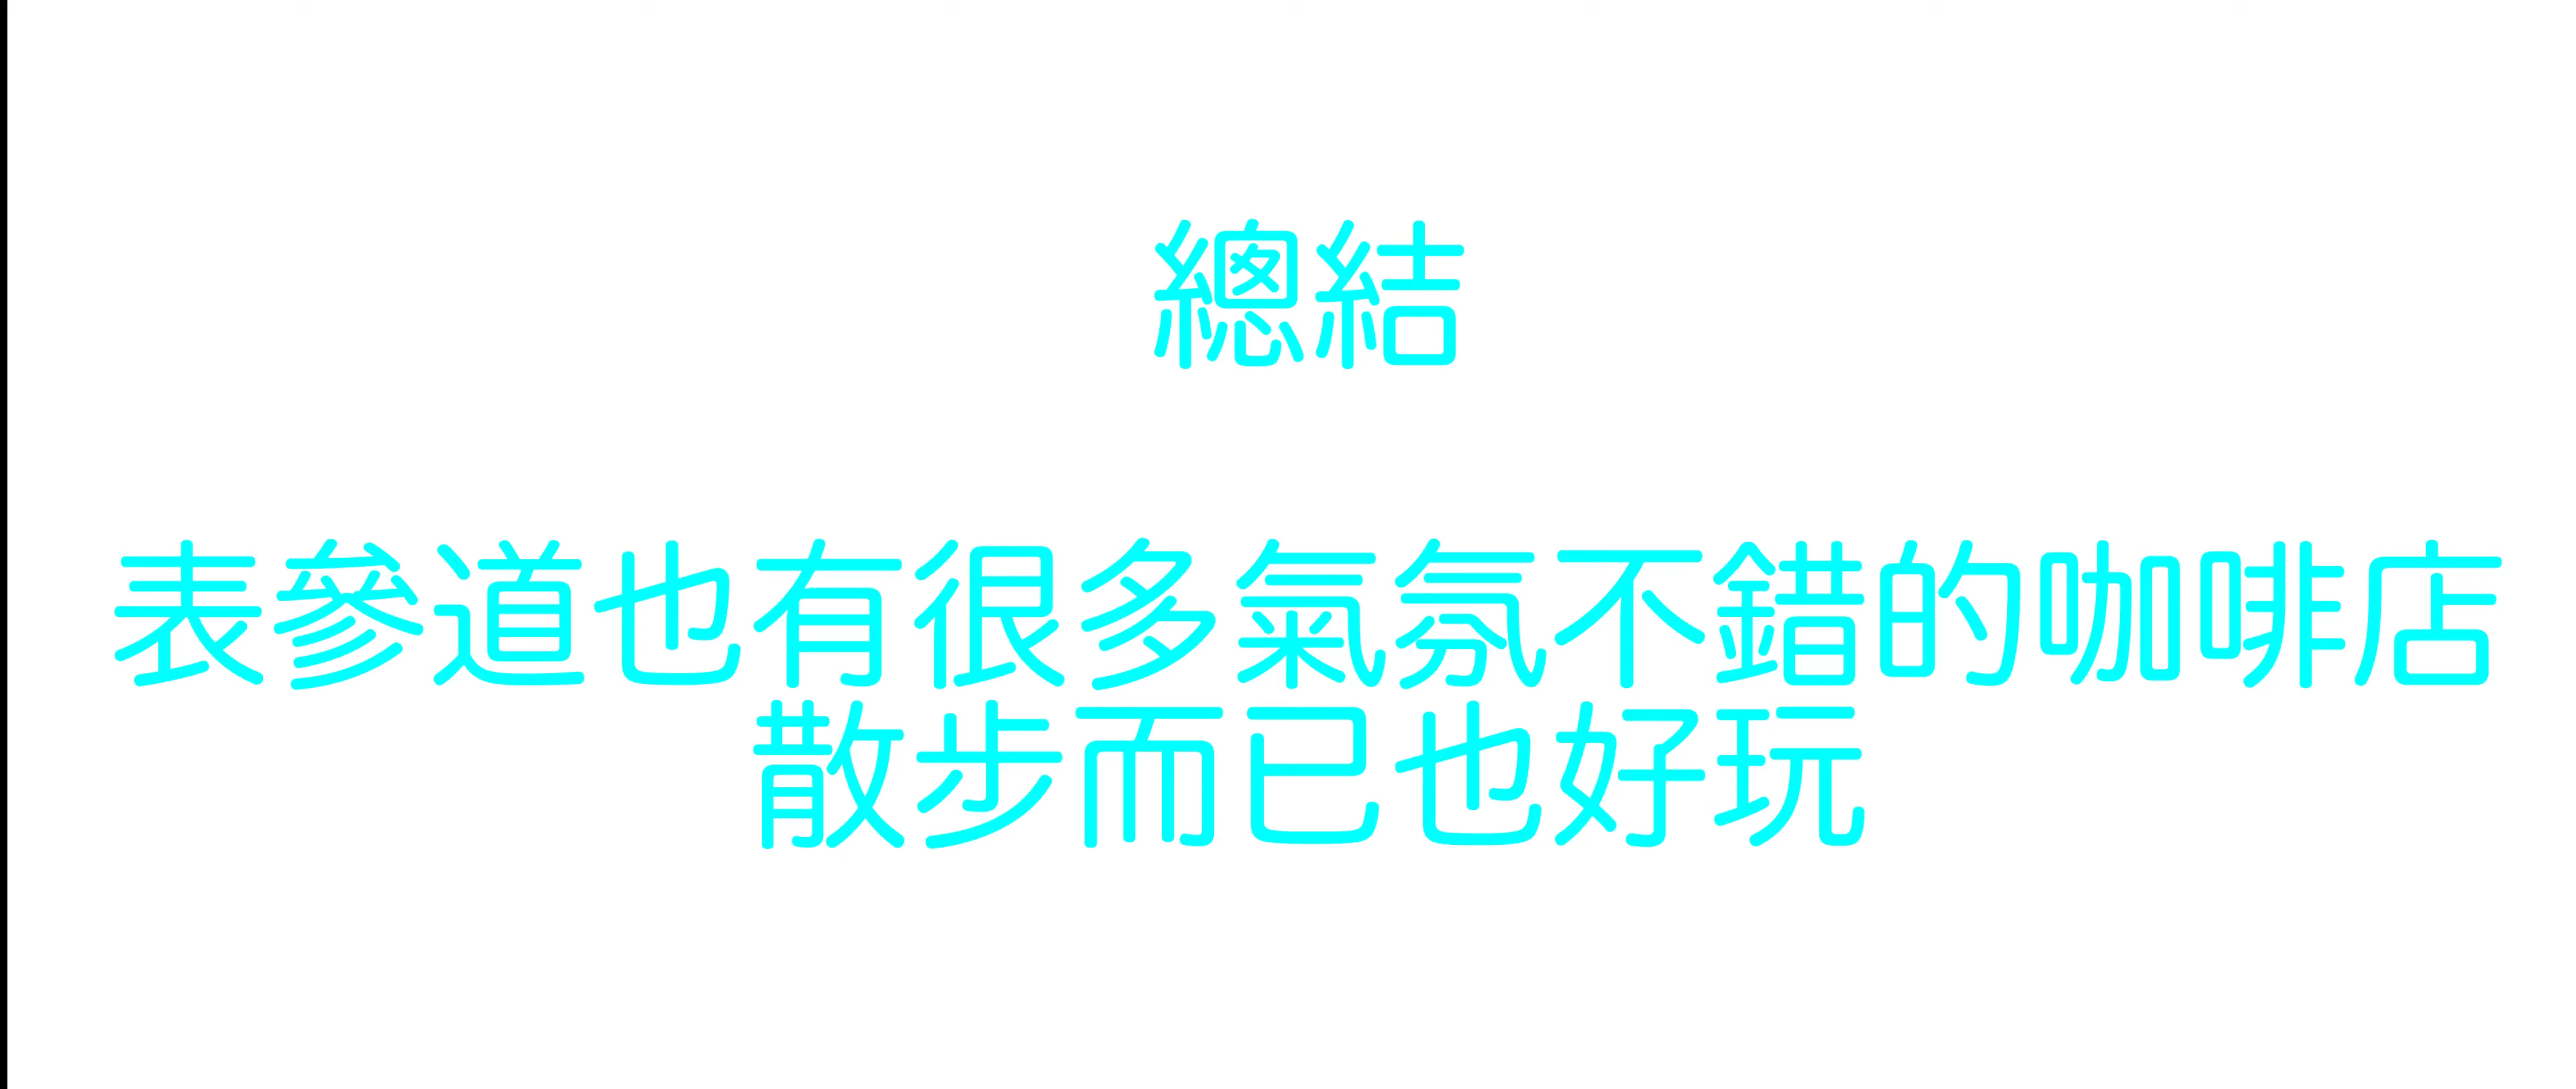 總結
表參道也有很多氣氛不錯的咖啡店
散步而已也好玩